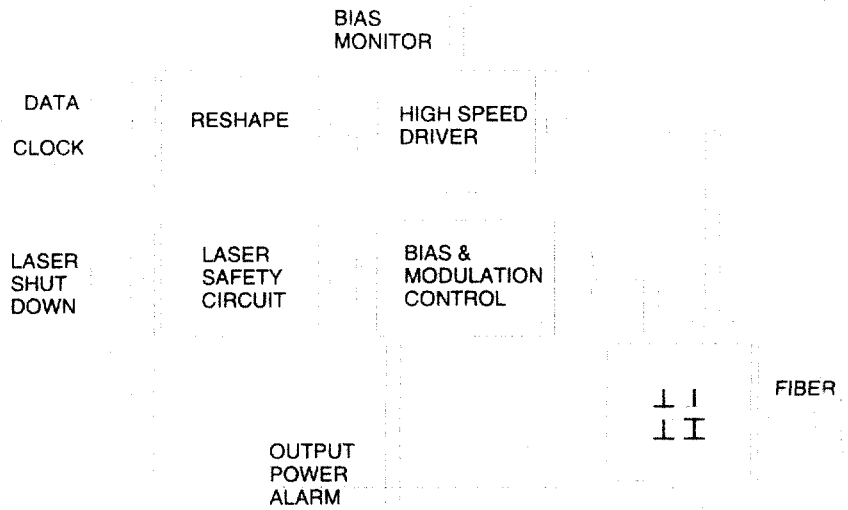 BIAS
MONITOR
DATA
CLOCK
RESHAPE
HIGH SPEED
DRIVER
LASER
SHUT
DOWN
LASER
SAFETY
CIRCUIT
BIAS &
MODULATION
CONTROL
FIBER
OUTPUT
POWER
ALARM